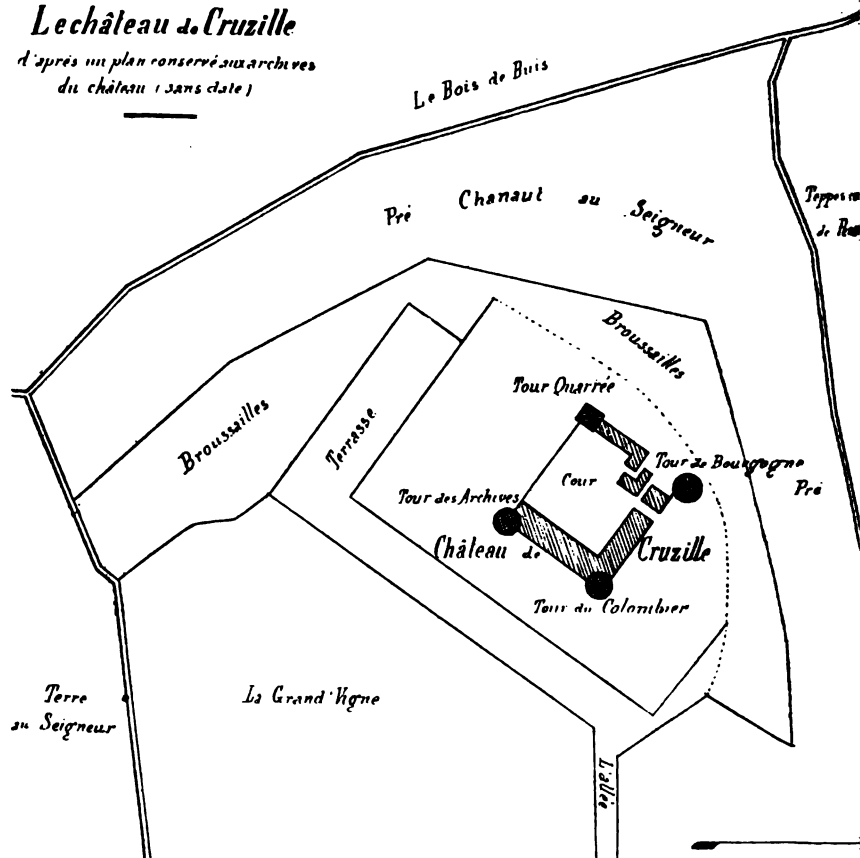 Le château de Cruzille
d'après un plan conservé aux archives
du château (sans date)
Le Bois de Buis
Pré Chanaut au Seigneur
Teppes
de
Broussailles
Broussailles
Terrasse
Tour Quarrée
Tour de Bourgogne
Pré
Cour
Tour des Archives
Château de Cruzille
Tour du Colombier
Terre
au Seigneur
La Grand'Vigne
L'allée